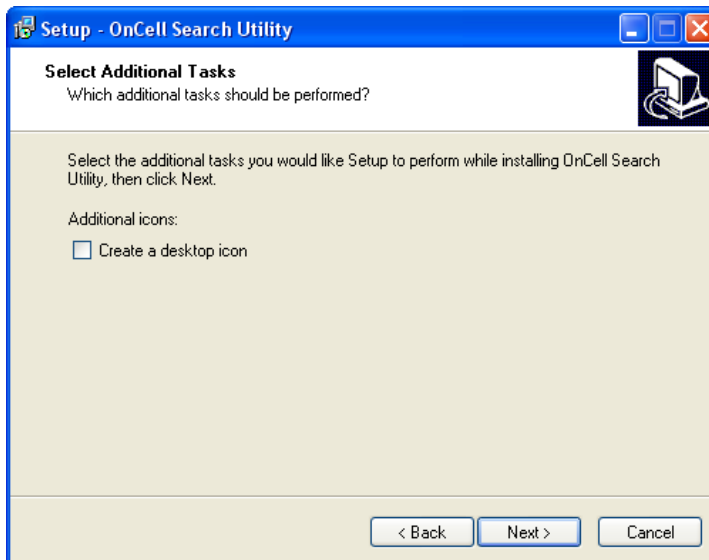 Setup - OnCell Search Utility
Select Additional Tasks
Which additional tasks should be performed?
Select the additional tasks you would like Setup to perform while installing OnCell Search
Utility, then click Next.
Additional icons:
Create a desktop icon
< Back
Next >
Cancel